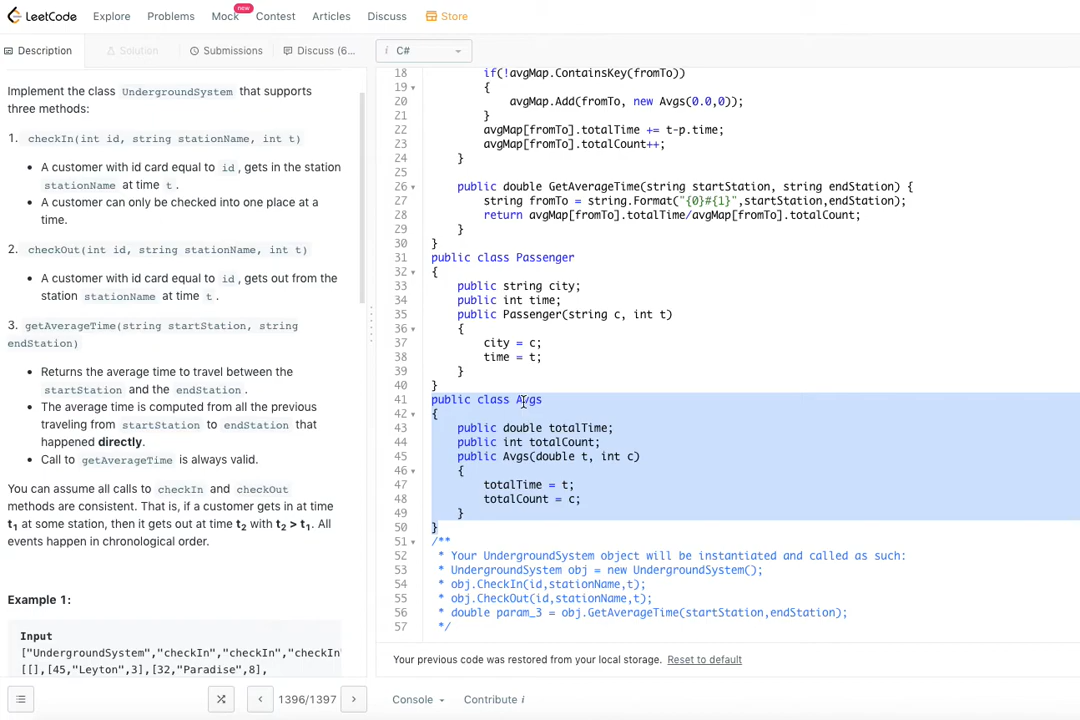 LeetCode
Explore
Problems
Mock
new
Contest
Articles
Discuss
Store
Description
Solution
Submissions
Discuss (6...
i C#
Implement the class UndergroundSystem that supports
three methods:
1. checkIn(int id, string stationName, int t)
• A customer with id card equal to id, gets in the station
stationName at time t.
• A customer can only be checked into one place at a
time.
2. checkOut(int id, string stationName, int t)
• A customer with id card equal to id, gets out from the
station stationName at time t.
3. getAverageTime(string startStation, string
endStation)
• Returns the average time to travel between the
startStation and the endStation.
• The average time is computed from all the previous
traveling from startStation to endStation that
happened directly.
• Call to getAverageTime is always valid.
You can assume all calls to checkIn and checkOut
methods are consistent. That is, if a customer gets in at time
t1 at some station, then it gets out at time t2 with t2 > t1. All
events happen in chronological order.
Example 1:
Input
["UndergroundSystem","checkIn","checkIn","checkIn"
[[],[45,"Leyton",3],[32,"Paradise",8],
18 if(!avgMap.ContainsKey(fromTo))
19 {
20 avgMap.Add(fromTo, new Avgs(0.0,0));
21 }
22 avgMap[fromTo].totalTime += t-p.time;
23 avgMap[fromTo].totalCount++;
24 }
25
26 public double GetAverageTime(string startStation, string endStation) {
27 string fromTo = string.Format("{0}#{1}",startStation,endStation);
28 return avgMap[fromTo].totalTime/avgMap[fromTo].totalCount;
29 }
30 }
31 public class Passenger
32 {
33 public string city;
34 public int time;
35 public Passenger(string c, int t)
36 {
37 city = c;
38 time = t;
39 }
40 }
41 public class Avgs
42 {
43 public double totalTime;
44 public int totalCount;
45 public Avgs(double t, int c)
46 {
47 totalTime = t;
48 totalCount = c;
49 }
50 }
51 /**
52 * Your UndergroundSystem object will be instantiated and called as such:
53 * UndergroundSystem obj = new UndergroundSystem();
54 * obj.CheckIn(id,stationName,t);
55 * obj.CheckOut(id,stationName,t);
56 * double param_3 = obj.GetAverageTime(startStation,endStation);
57 */
Your previous code was restored from your local storage. Reset to default
1396/1397
Console
Contribute i